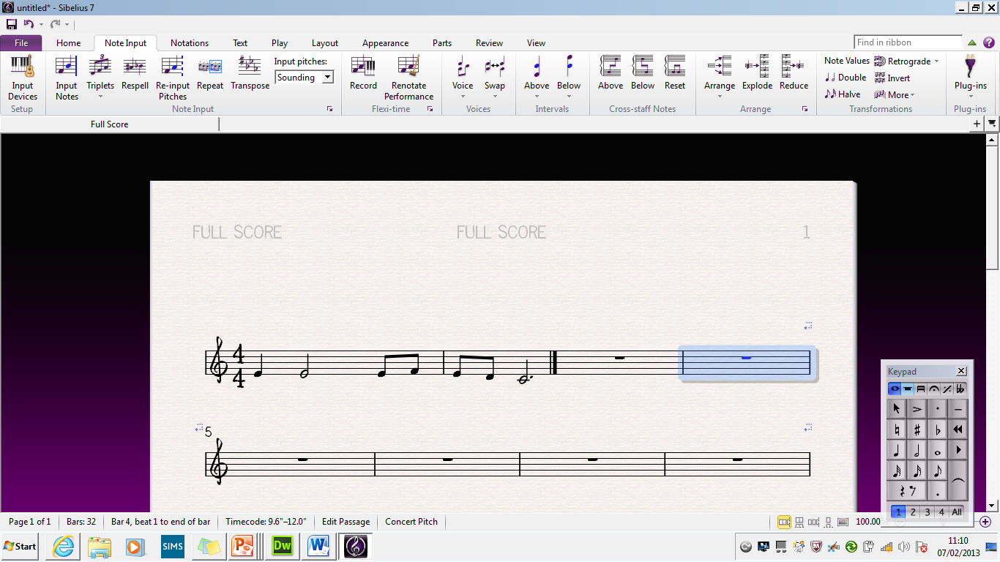 untitled* - Sibelius 7
File Home Note Input Notations Text Play Layout Appearance Parts Review View Find in ribbon
Input Devices
Setup
Input Notes
Triplets
Respell
Re-input Pitches
Repeat
Transpose
Input pitches:
Sounding
Note Input
Record
Renotate Performance
Flexi-time
Voice
Swap
Voices
Above
Below
Intervals
Above
Below
Reset
Cross-staff Notes
Arrange
Explode
Reduce
Arrange
Note Values
Double
Halve
Retrograde
Invert
More
Transformations
Plug-ins
Plug-ins
Full Score
FULL SCORE FULL SCORE 1
4
4
5
Keypad
1 2 3 4 All
Page 1 of 1 Bars: 32 Bar 4, beat 1 to end of bar Timecode: 9.6"–12.0" Edit Passage Concert Pitch 100.00
Start SIMS Dw 11:10
07/02/2013